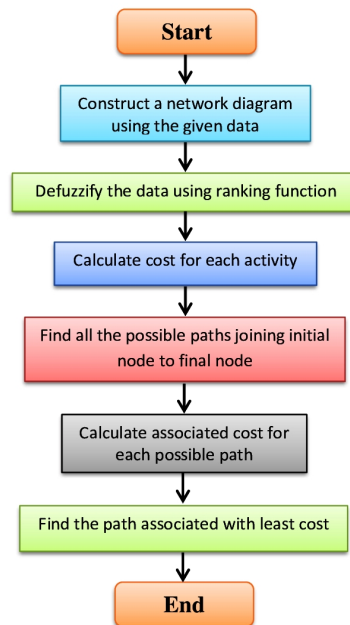 Start
Construct a network diagram
using the given data
Defuzzify the data using ranking function
Calculate cost for each activity
Find all the possible paths joining initial
node to final node
Calculate associated cost for
each possible path
Find the path associated with least cost
End